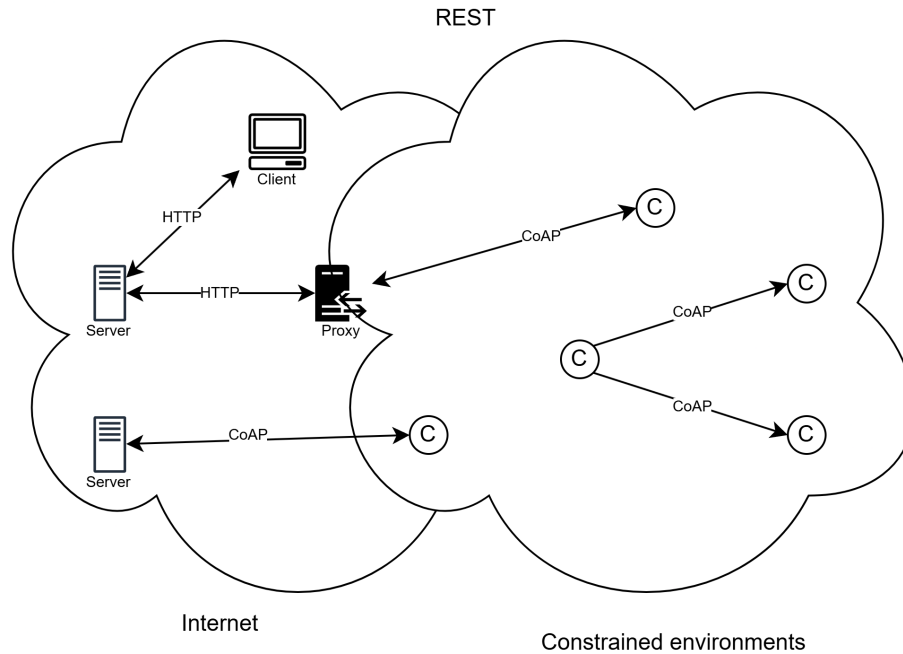 REST
Client
HTTP
C
CoAP
HTTP
C
Server
Proxy
CoAP
C
CoAP
CoAP
C
C
Server
Internet
Constrained environments